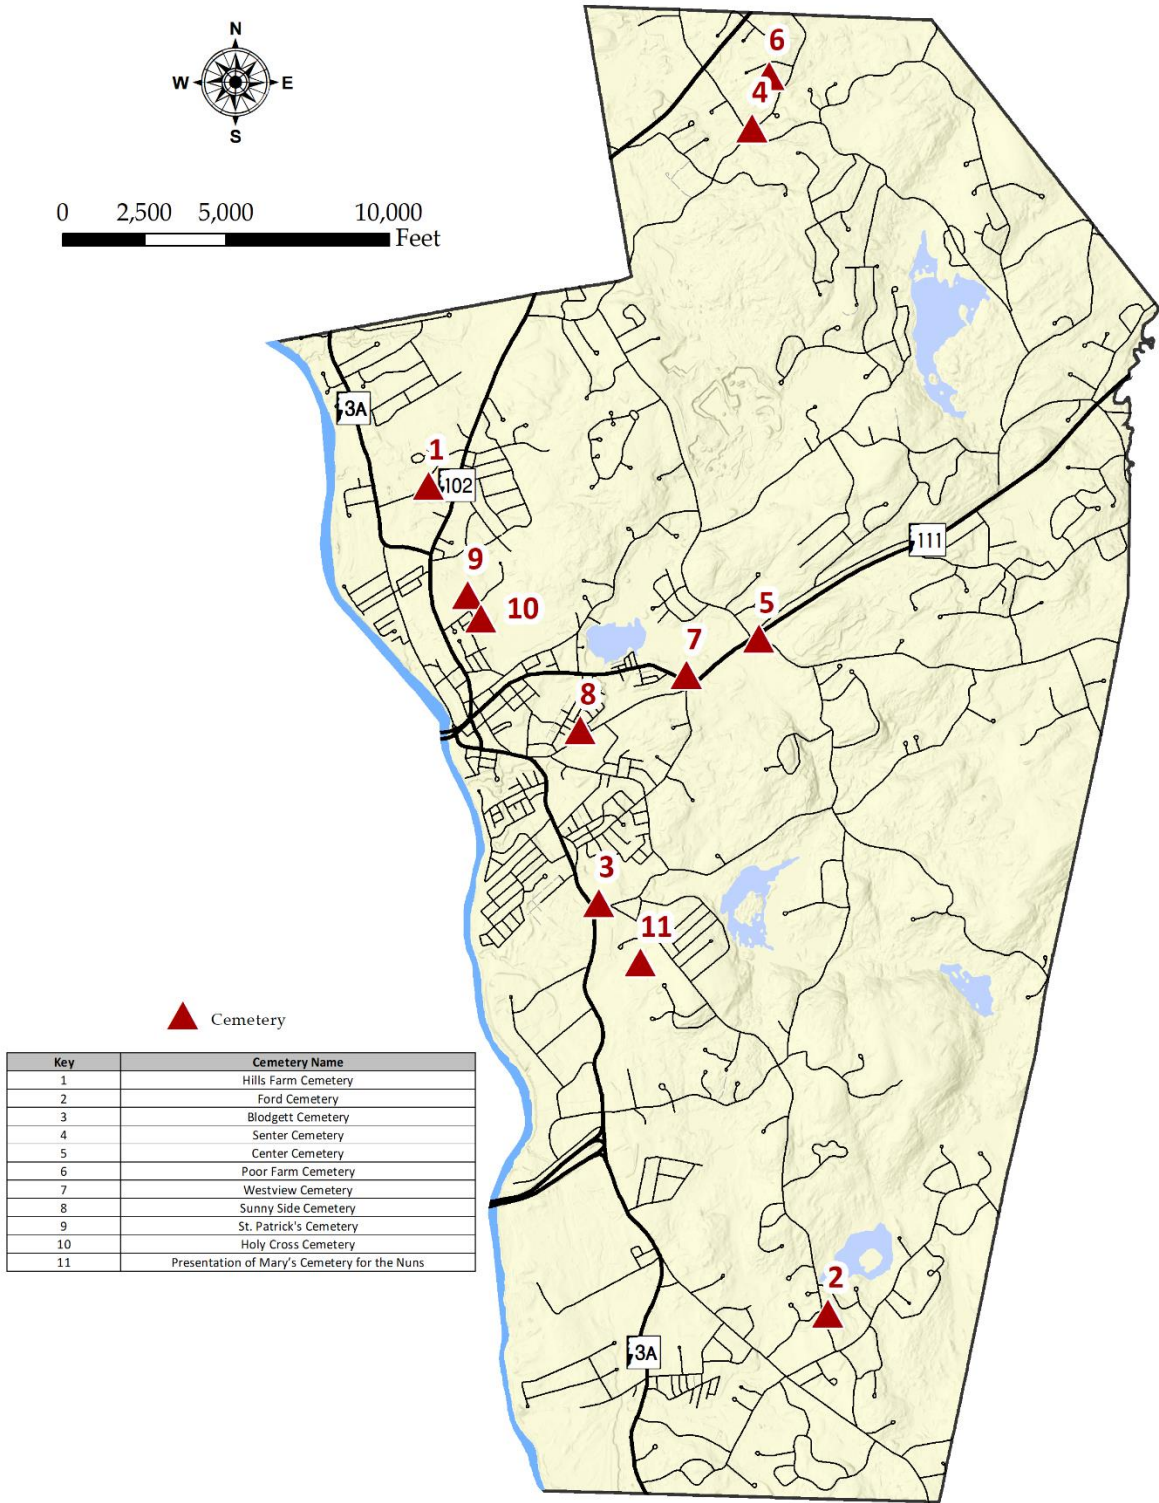 N
W E
S
0 2,500 5,000 10,000
Feet
6
4
3A
1
102
9
10
111
5
7
8
3
11
2
3A
Cemetery
Key Cemetery Name
1 Hills Farm Cemetery
2 Ford Cemetery
3 Blodgett Cemetery
4 Senter Cemetery
5 Center Cemetery
6 Poor Farm Cemetery
7 Westview Cemetery
8 Sunny Side Cemetery
9 St. Patrick's Cemetery
10 Holy Cross Cemetery
11 Presentation of Mary's Cemetery for the Nuns